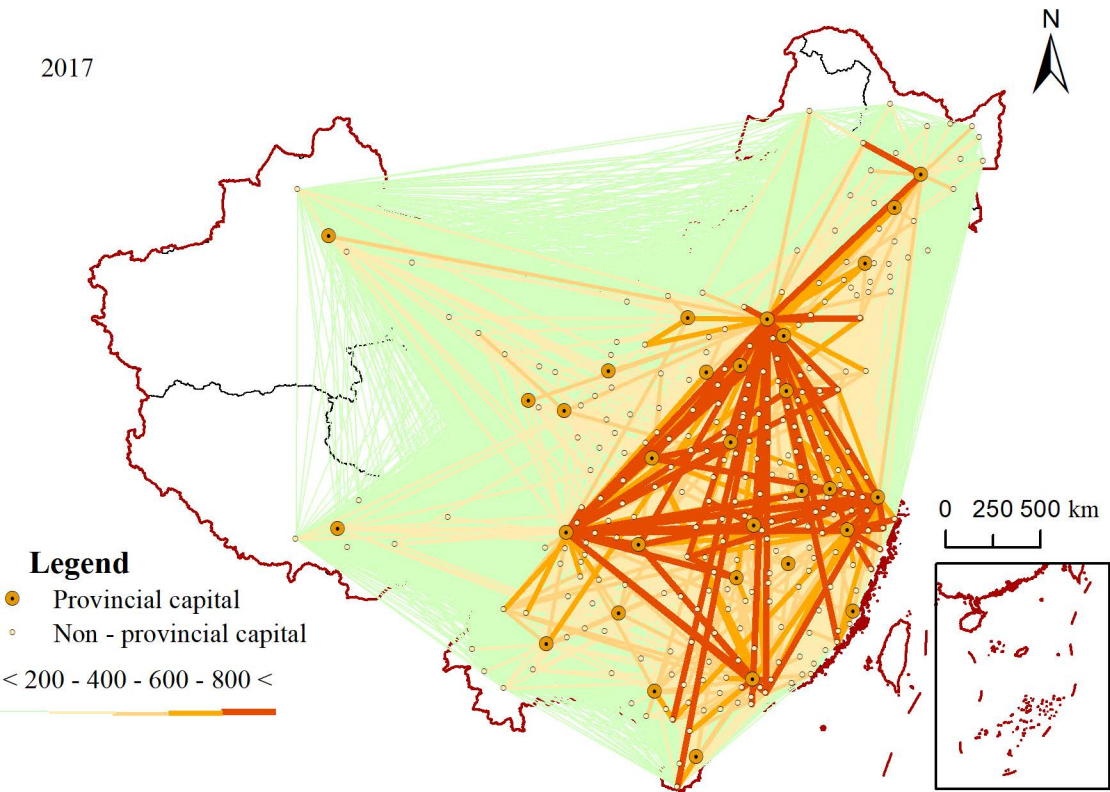 N
2017
0 250 500 km
Legend
Provincial capital
Non - provincial capital
< 200 - 400 - 600 - 800 <